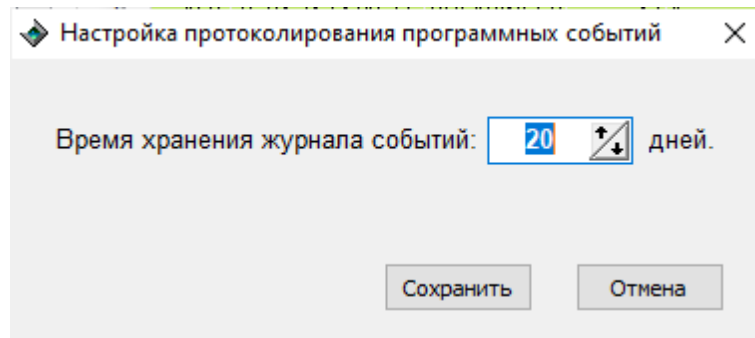 Настройка протоколирования программных событий
Время хранения журнала событий: 20 дней.
Сохранить Отмена